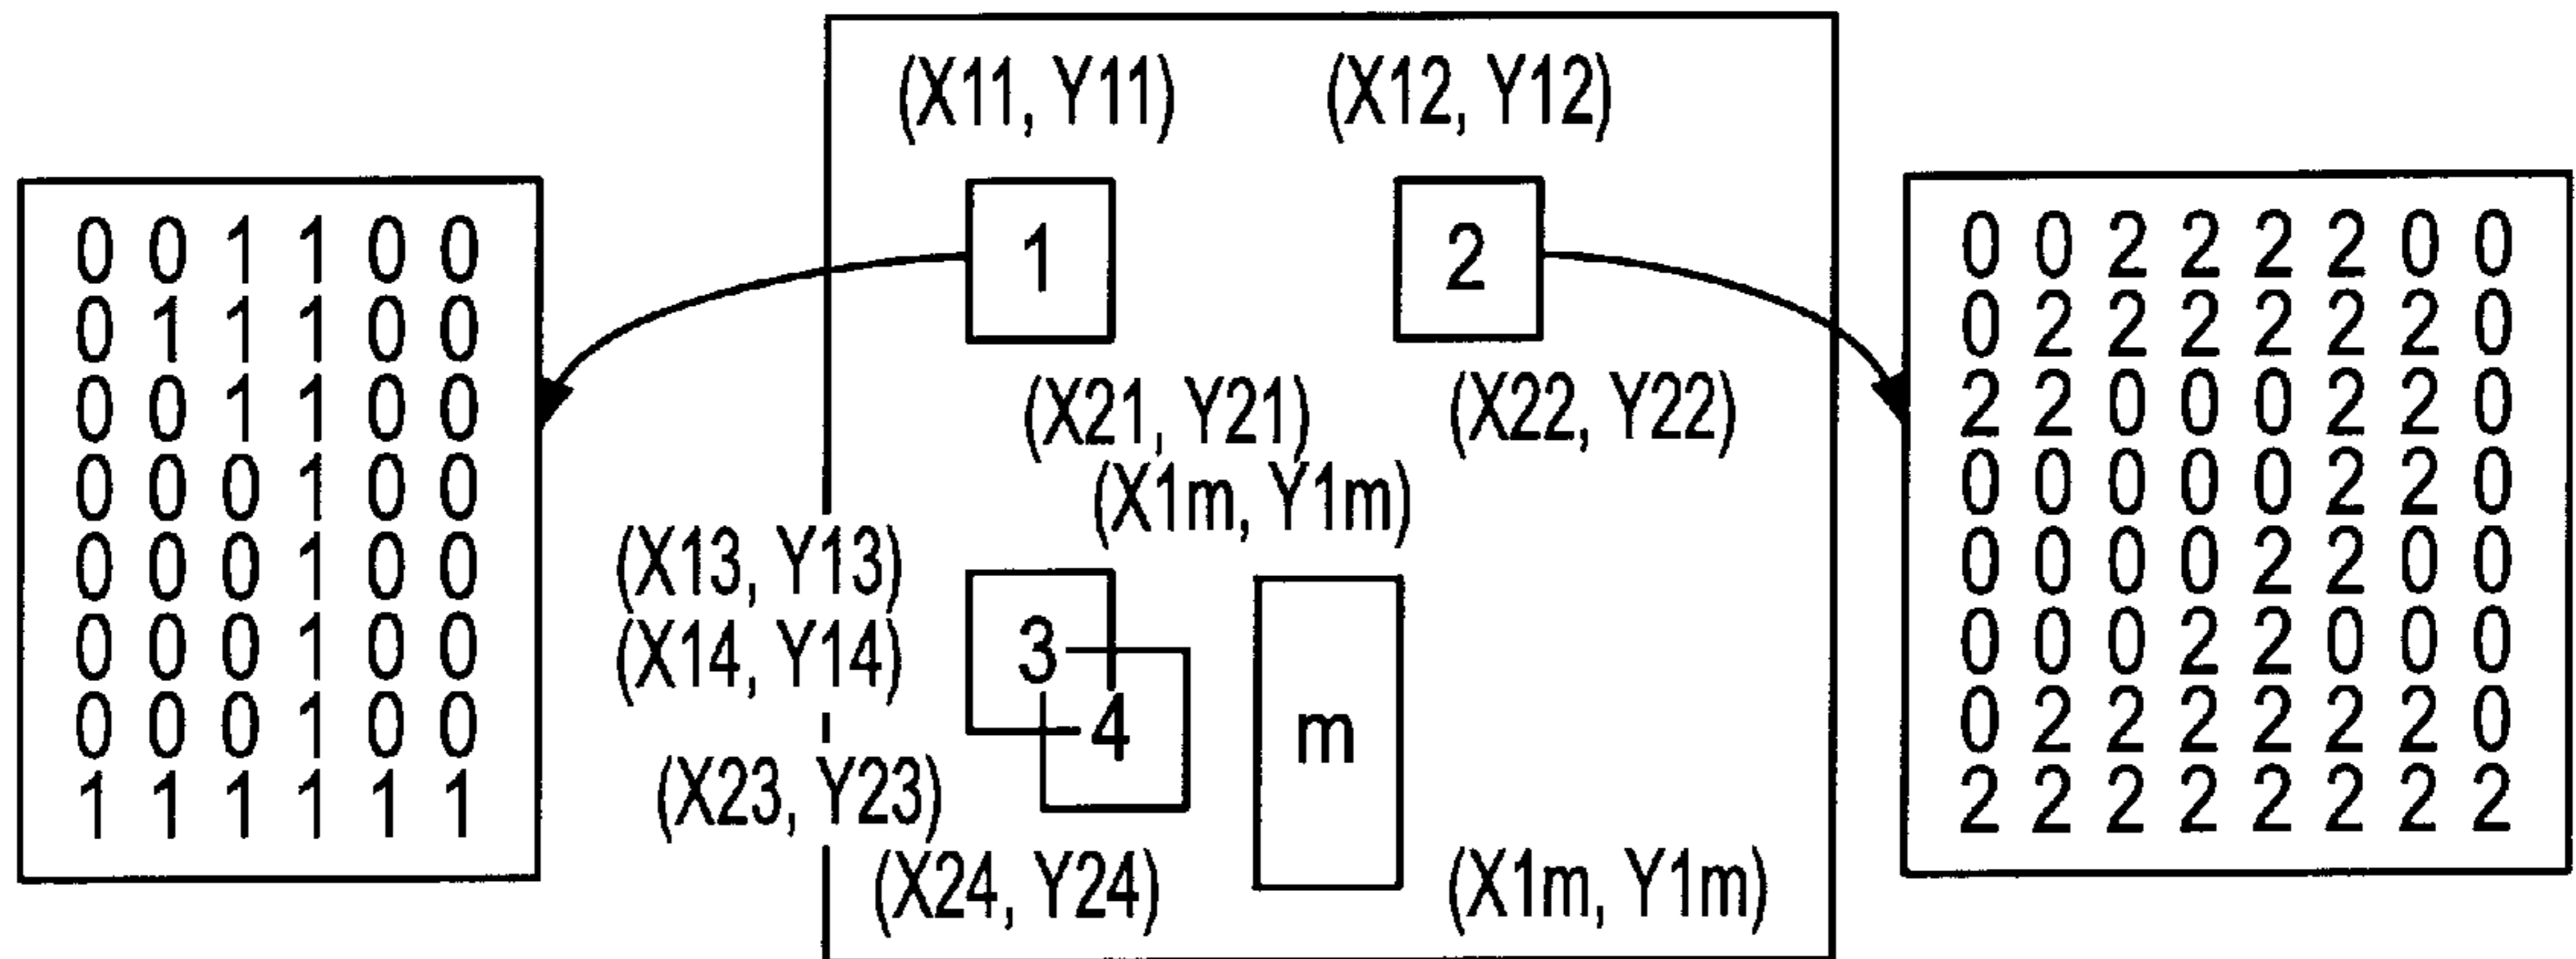 0 0 1 1 0 0
0 1 1 1 0 0
0 0 1 1 0 0
0 0 0 1 0 0
0 0 0 1 0 0
0 0 0 1 0 0
0 0 0 1 0 0
1 1 1 1 1 1
(X11, Y11)
(X12, Y12)
1
2
(X21, Y21)
(X22, Y22)
(X1m, Y1m)
(X13, Y13)
(X14, Y14)
3
4
m
(X23, Y23)
(X24, Y24)
(X1m, Y1m)
0 0 2 2 2 2 0 0
0 2 2 2 2 2 2 0
2 2 0 0 0 2 2 0
0 0 0 0 0 2 2 0
0 0 0 0 2 2 0 0
0 0 0 2 2 0 0 0
0 2 2 2 2 2 2 0
2 2 2 2 2 2 2 2